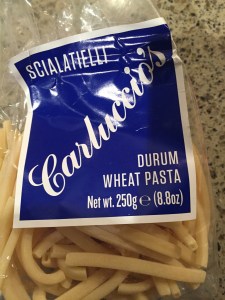 SCIALATIELLI
Carluccio's
DURUM
WHEAT PASTA
Net wt. 250g ℮ (8.8oz)